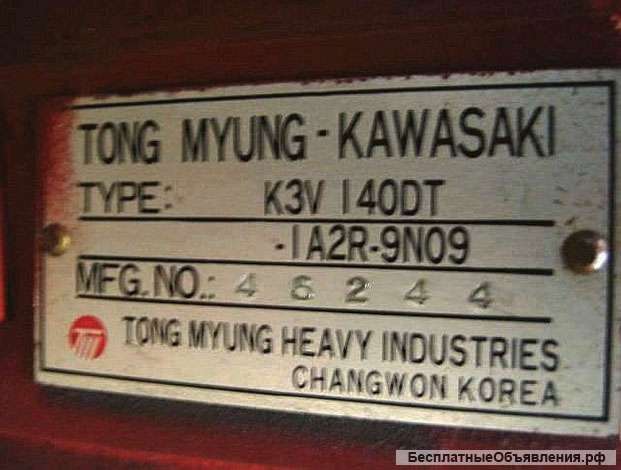 TONG MYUNG-KAWASAKI
TYPE: K3V 140DT
-1A2R-9N09
MFG.NO.: 46244
TONG MYUNG HEAVY INDUSTRIES
CHANGWON KOREA
БесплатныеОбъявления.рф